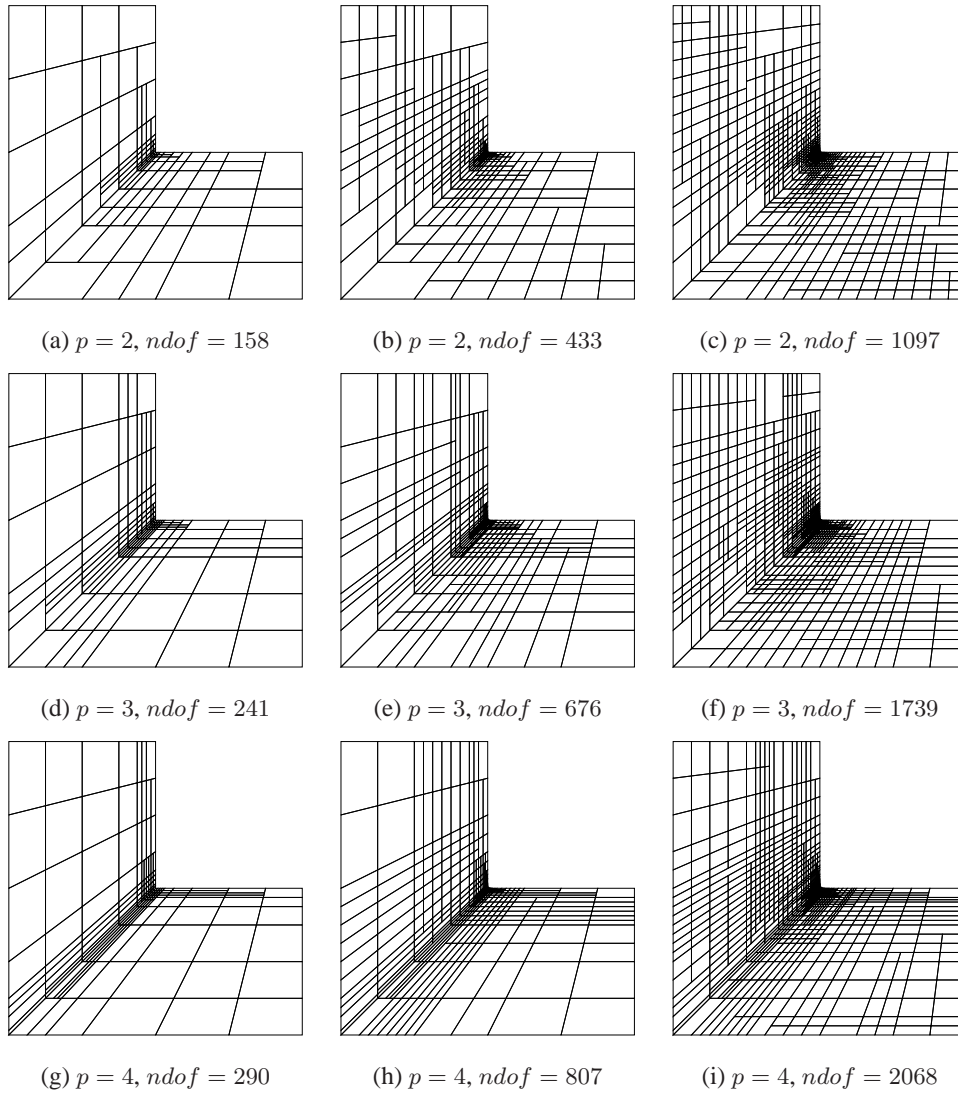 (a) p = 2, ndof = 158
(b) p = 2, ndof = 433
(c) p = 2, ndof = 1097
(d) p = 3, ndof = 241
(e) p = 3, ndof = 676
(f) p = 3, ndof = 1739
(g) p = 4, ndof = 290
(h) p = 4, ndof = 807
(i) p = 4, ndof = 2068